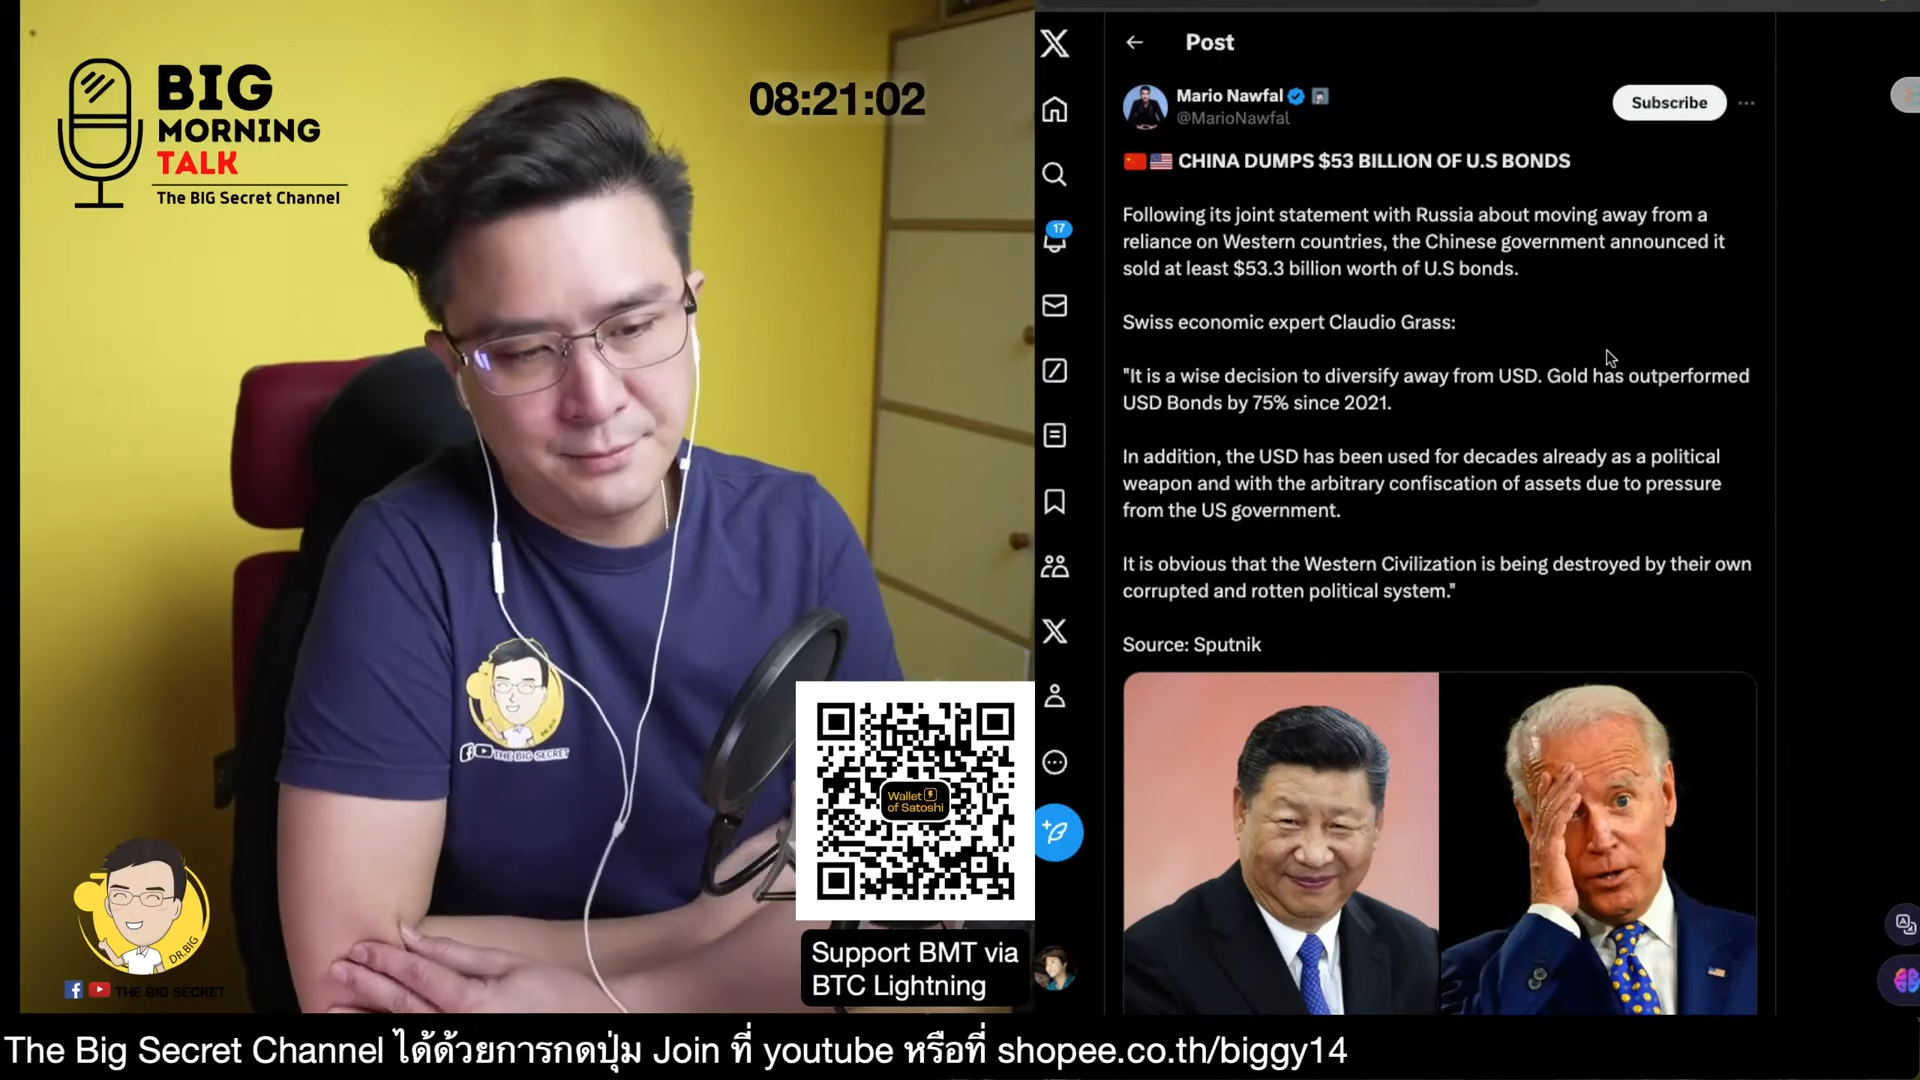 BIG
MORNING
TALK
The BIG Secret Channel
08:21:02
THE BIG SECRET
DR.BIG
THE BIG SECRET
Wallet
of Satoshi
Support BMT via
BTC Lightning
Post
Mario Nawfal
@MarioNawfal
Subscribe
17
CHINA DUMPS $53 BILLION OF U.S BONDS
Following its joint statement with Russia about moving away from a
reliance on Western countries, the Chinese government announced it
sold at least $53.3 billion worth of U.S bonds.
Swiss economic expert Claudio Grass:
"It is a wise decision to diversify away from USD. Gold has outperformed
USD Bonds by 75% since 2021.
In addition, the USD has been used for decades already as a political
weapon and with the arbitrary confiscation of assets due to pressure
from the US government.
It is obvious that the Western Civilization is being destroyed by their own
corrupted and rotten political system."
Source: Sputnik
The Big Secret Channel ได้ด้วยการกดปุ่ม Join ที่ youtube หรือที่ shopee.co.th/biggy14